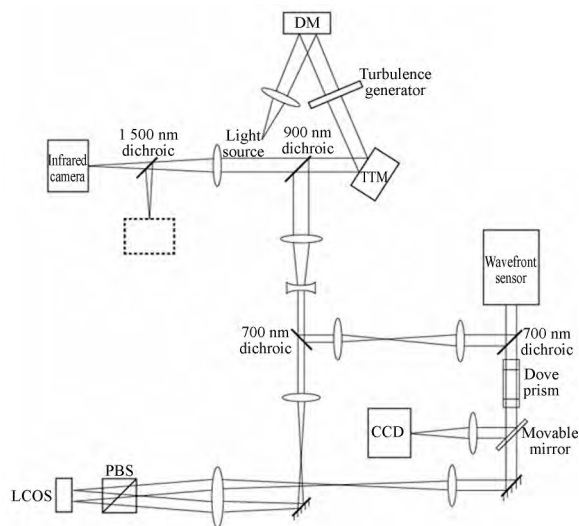 DM
Turbulence
generator
Light
source
1 500 nm
dichroic
900 nm
dichroic
Infrared
camera
TTM
Wavefront
sensor
700 nm
dichroic
700 nm
dichroic
Dove
prism
CCD
Movable
mirror
PBS
LCOS